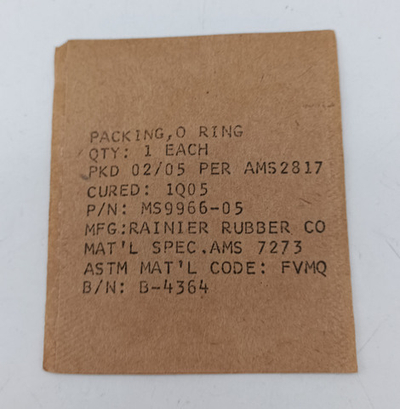 PACKING,O RING
QTY: 1 EACH
PKD 02/05 PER AMS2817
CURED: 1Q05
P/N: MS9966-05
MFG:RAINIER RUBBER CO
MAT'L SPEC.AMS 7273
ASTM MAT'L CODE: FVMQ
B/N: B-4364